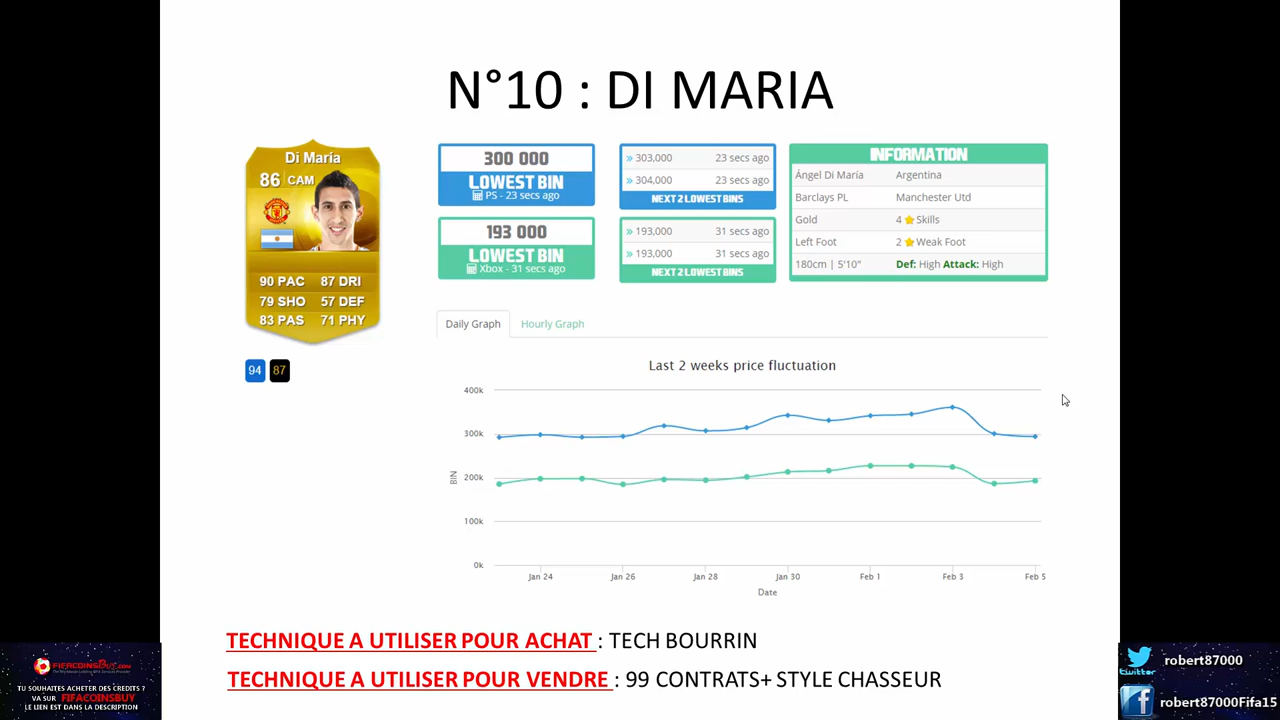 N°10 : DI MARIA
Di María
86 CAM
90 PAC 87 DRI
79 SHO 57 DEF
83 PAS 71 PHY
94 87
300 000
LOWEST BIN
PS - 23 secs ago
193 000
LOWEST BIN
Xbox - 31 secs ago
» 303,000 23 secs ago
» 304,000 23 secs ago
NEXT 2 LOWEST BINS
» 193,000 31 secs ago
» 193,000 31 secs ago
NEXT 2 LOWEST BINS
INFORMATION
Ángel Di María Argentina
Barclays PL Manchester Utd
Gold 4 ★ Skills
Left Foot 2 ★ Weak Foot
180cm | 5'10" Def: High Attack: High
Daily Graph Hourly Graph
Last 2 weeks price fluctuation
400k
300k
200k
100k
0k
BIN
Jan 24 Jan 26 Jan 28 Jan 30 Feb 1 Feb 3 Feb 5
Date
TECHNIQUE A UTILISER POUR ACHAT : TECH BOURRIN
TECHNIQUE A UTILISER POUR VENDRE : 99 CONTRATS+ STYLE CHASSEUR
FIFACOINSBUY.com
TU SOUHAITES ACHETER DES CRÉDITS ?
VA SUR FIFACOINSBUY
LE LIEN EST DANS LA DESCRIPTION
twitter robert87000
robert87000Fifa15